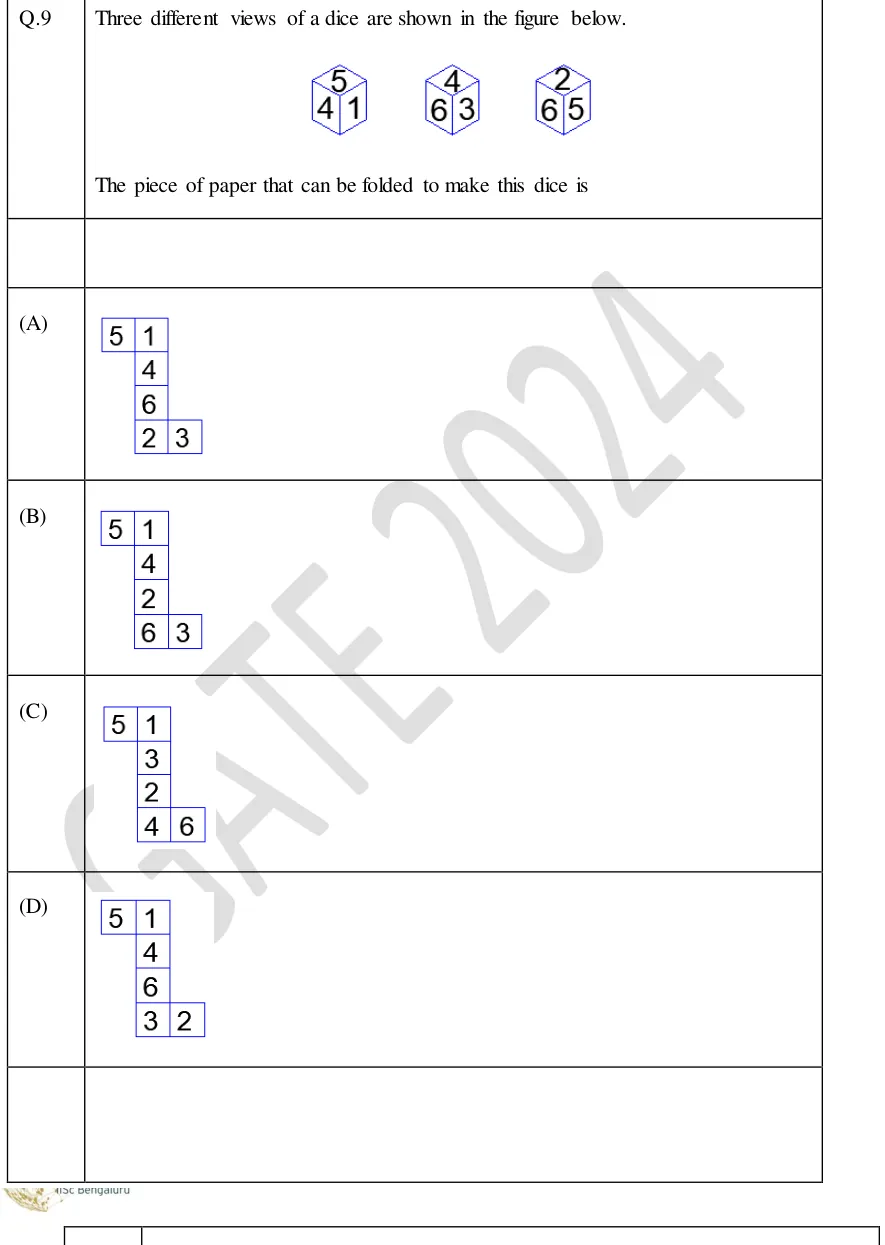 Q.9 Three different views of a dice are shown in the figure below.
5 4 2
4 1 6 3 6 5
The piece of paper that can be folded to make this dice is
(A)
5 1
4
6
2 3
(B)
5 1
4
2
6 3
(C)
5 1
3
2
4 6
(D)
5 1
4
6
3 2
GATE 2024
IISc Bengaluru